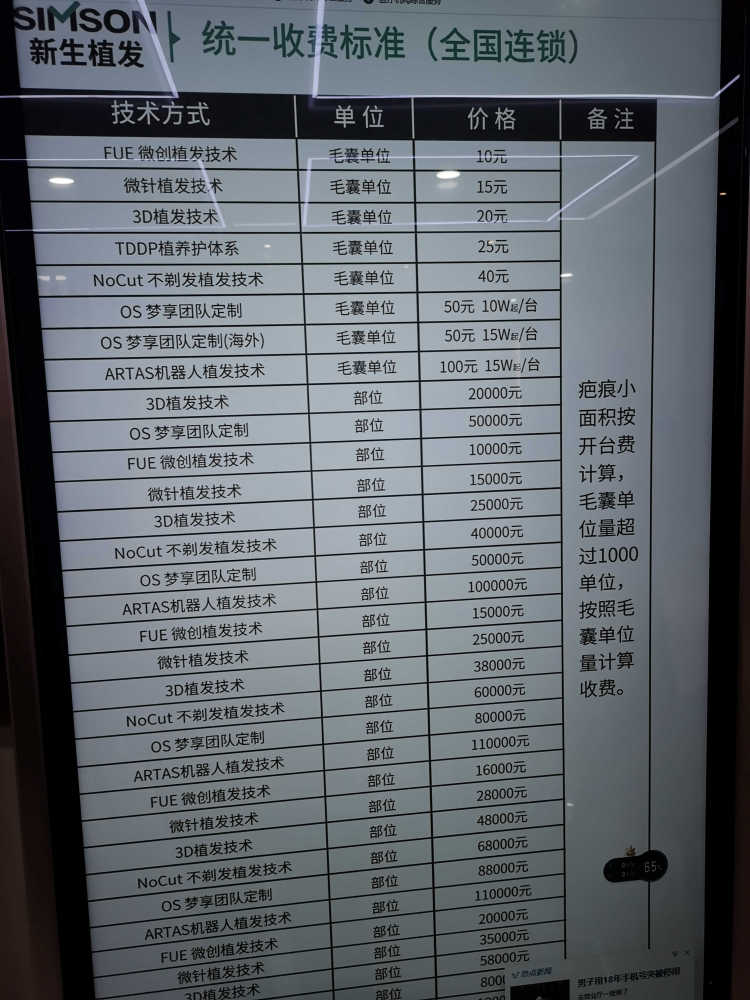 SIMSON
新生植发
统一收费标准（全国连锁）
技术方式 单位 价格 备注
FUE 微创植发技术 毛囊单位 10元
微针植发技术 毛囊单位 15元
3D植发技术 毛囊单位 20元
TDDP植养护体系 毛囊单位 25元
NoCut 不剃发植发技术 毛囊单位 40元
OS 梦享团队定制 毛囊单位 50元 10W起/台
OS 梦享团队定制(海外) 毛囊单位 50元 15W起/台
ARTAS机器人植发技术 毛囊单位 100元 15W起/台
3D植发技术 部位 20000元
OS 梦享团队定制 部位 50000元
FUE 微创植发技术 部位 10000元
微针植发技术 部位 15000元
3D植发技术 部位 25000元
NoCut 不剃发植发技术 部位 40000元
OS 梦享团队定制 部位 50000元
ARTAS机器人植发技术 部位 100000元
FUE 微创植发技术 部位 15000元
微针植发技术 部位 25000元
3D植发技术 部位 38000元
NoCut 不剃发植发技术 部位 60000元
OS 梦享团队定制 部位 80000元
ARTAS机器人植发技术 部位 110000元
FUE 微创植发技术 部位 16000元
微针植发技术 部位 28000元
3D植发技术 部位 48000元
NoCut 不剃发植发技术 部位 68000元
OS 梦享团队定制 部位 88000元
ARTAS机器人植发技术 部位 110000元
FUE 微创植发技术 部位 20000元
微针植发技术 部位 35000元
3D植发技术 部位 58000元
部位 800
疤痕小
面积按
开台费
计算，
毛囊单
位量超
过1000
单位，
按照毛
囊单位
量计算
收费。
65
热点新闻
男子用18年手机号突被停用